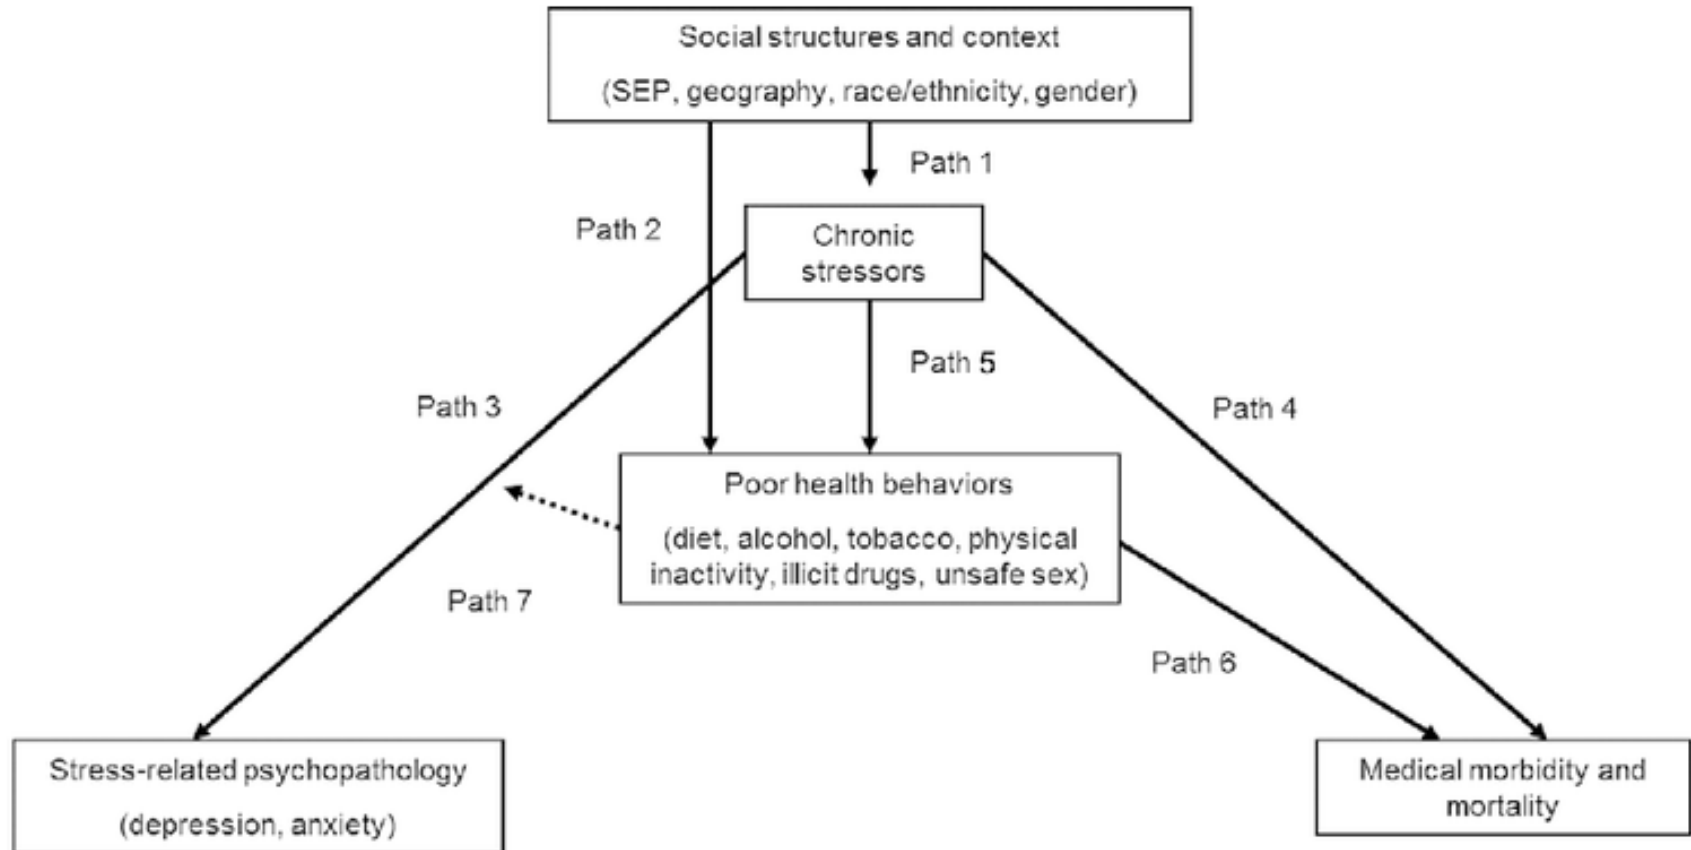 Social structures and context
(SEP, geography, race/ethnicity, gender)
Path 1
Path 2
Chronic
stressors
Path 5
Path 3
Path 4
Poor health behaviors
(diet, alcohol, tobacco, physical
inactivity, illicit drugs, unsafe sex)
Path 7
Path 6
Stress-related psychopathology
(depression, anxiety)
Medical morbidity and
mortality